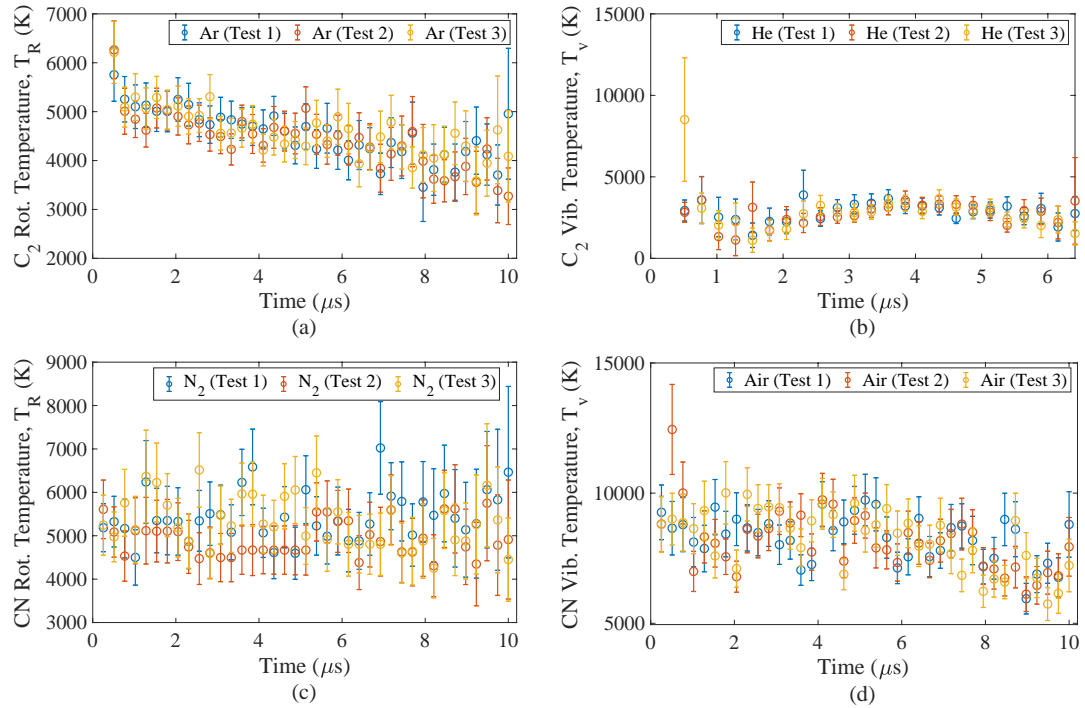 7000
6000
5000
4000
3000
2000
C2 Rot. Temperature, TR (K)
Ar (Test 1) Ar (Test 2) Ar (Test 3)
0 2 4 6 8 10
Time (μs)
(a)
15000
10000
5000
0
C2 Vib. Temperature, Tv (K)
He (Test 1) He (Test 2) He (Test 3)
0 1 2 3 4 5 6
Time (μs)
(b)
9000
8000
7000
6000
5000
4000
3000
CN Rot. Temperature, TR (K)
N2 (Test 1) N2 (Test 2) N2 (Test 3)
0 2 4 6 8 10
Time (μs)
(c)
15000
10000
5000
CN Vib. Temperature, Tv (K)
Air (Test 1) Air (Test 2) Air (Test 3)
0 2 4 6 8 10
Time (μs)
(d)